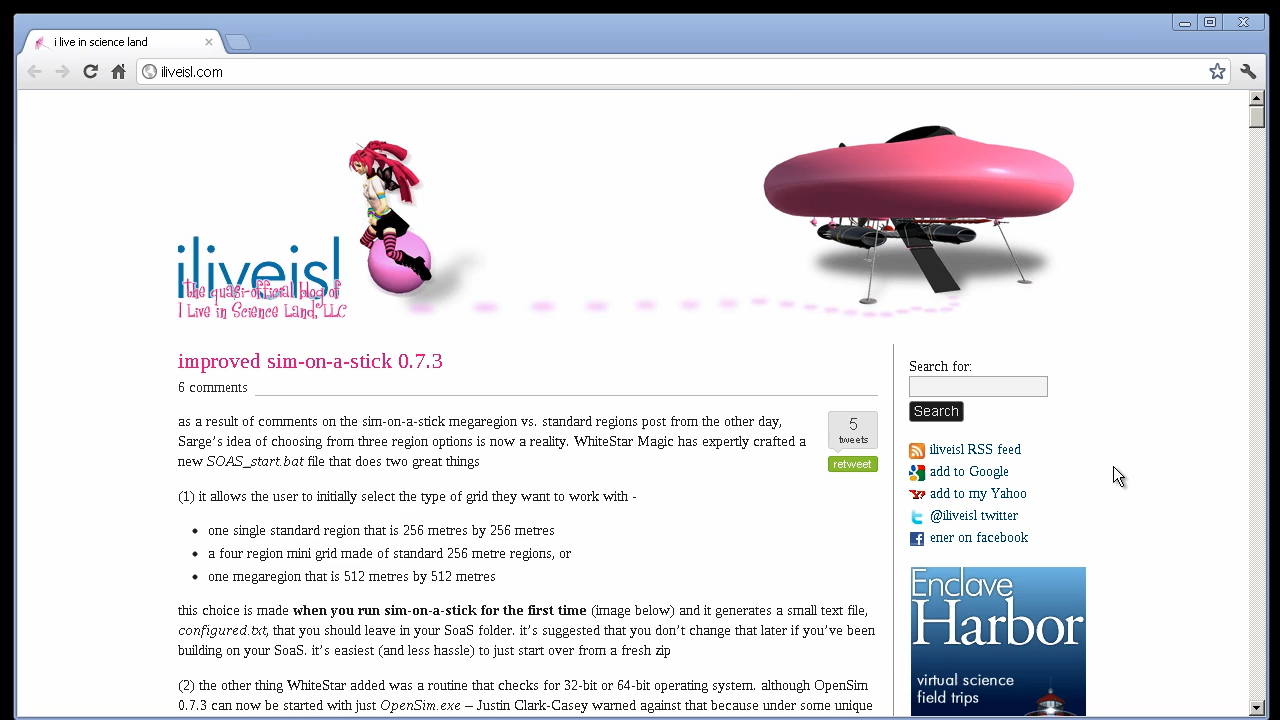 i live in science land
iliveisl.com
iliveisl
the quasi-official blog of
I Live in Science Land, LLC
improved sim-on-a-stick 0.7.3
6 comments
as a result of comments on the sim-on-a-stick megaregion vs. standard regions post from the other day,
Sarge's idea of choosing from three region options is now a reality. WhiteStar Magic has expertly crafted a
new SOAS_start.bat file that does two great things
5
tweets
retweet
(1) it allows the user to initially select the type of grid they want to work with -
• one single standard region that is 256 metres by 256 metres
• a four region mini grid made of standard 256 metre regions, or
• one megaregion that is 512 metres by 512 metres
this choice is made when you run sim-on-a-stick for the first time (image below) and it generates a small text file,
configured.txt, that you should leave in your SoaS folder. it's suggested that you don't change that later if you've been
building on your SoaS. it's easiest (and less hassle) to just start over from a fresh zip
(2) the other thing WhiteStar added was a routine that checks for 32-bit or 64-bit operating system. although OpenSim
0.7.3 can now be started with just OpenSim.exe – Justin Clark-Casey warned against that because under some unique
Search for:
Search
iliveisl RSS feed
add to Google
add to my Yahoo
@iliveisl twitter
ener on facebook
Enclave
Harbor
virtual science
field trips